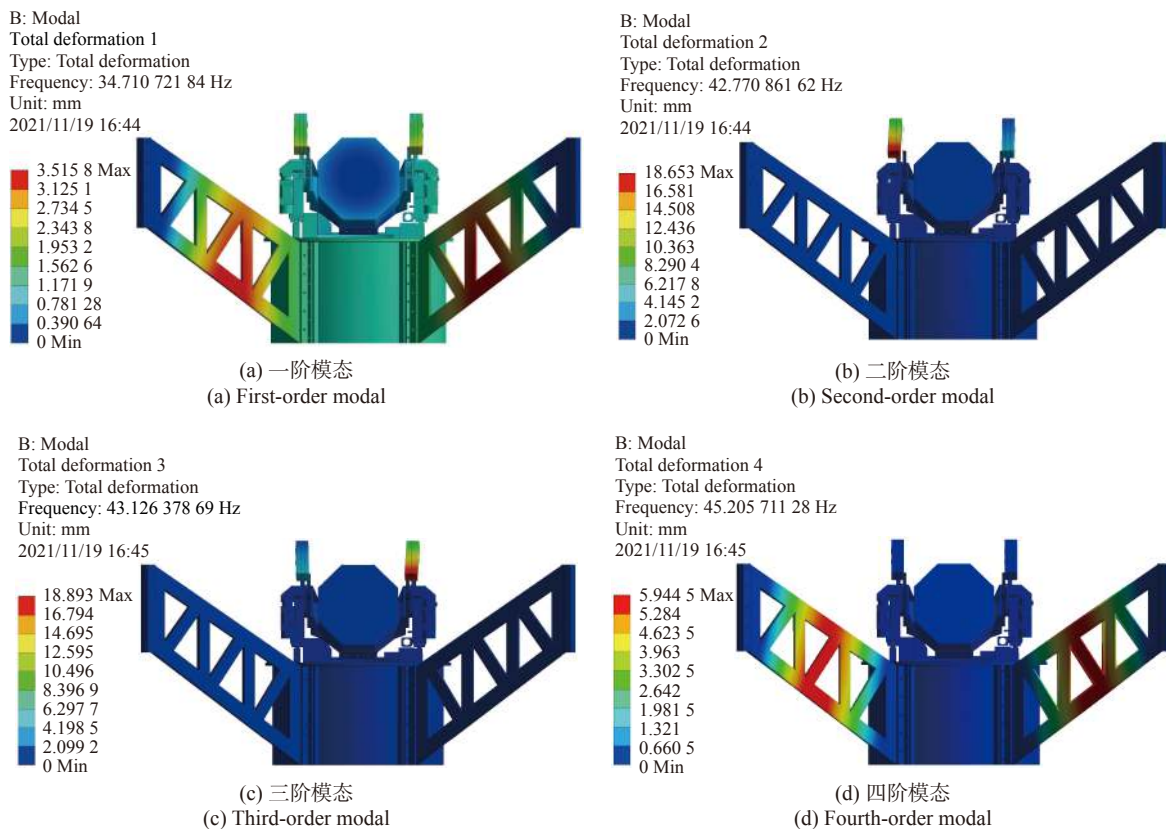 B: Modal
Total deformation 1
Type: Total deformation
Frequency: 34.710 721 84 Hz
Unit: mm
2021/11/19 16:44
3.515 8 Max
3.125 1
2.734 5
2.343 8
1.953 2
1.562 6
1.171 9
0.781 28
0.390 64
0 Min
(a) 一阶模态
(a) First-order modal
B: Modal
Total deformation 2
Type: Total deformation
Frequency: 42.770 861 62 Hz
Unit: mm
2021/11/19 16:44
18.653 Max
16.581
14.508
12.436
10.363
8.290 4
6.217 8
4.145 2
2.072 6
0 Min
(b) 二阶模态
(b) Second-order modal
B: Modal
Total deformation 3
Type: Total deformation
Frequency: 43.126 378 69 Hz
Unit: mm
2021/11/19 16:45
18.893 Max
16.794
14.695
12.595
10.496
8.396 9
6.297 7
4.198 5
2.099 2
0 Min
(c) 三阶模态
(c) Third-order modal
B: Modal
Total deformation 4
Type: Total deformation
Frequency: 45.205 711 28 Hz
Unit: mm
2021/11/19 16:45
5.944 5 Max
5.284
4.623 5
3.963
3.302 5
2.642
1.981 5
1.321
0.660 5
0 Min
(d) 四阶模态
(d) Fourth-order modal